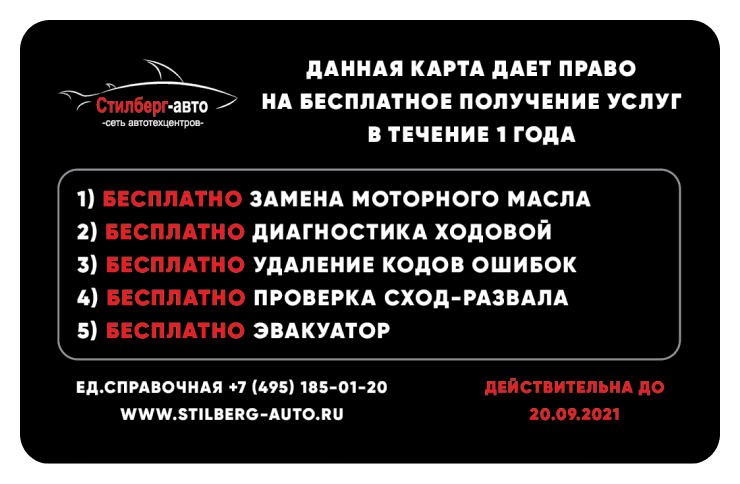 Стилберг-авто
-сеть автотехцентров-
ДАННАЯ КАРТА ДАЕТ ПРАВО
НА БЕСПЛАТНОЕ ПОЛУЧЕНИЕ УСЛУГ
В ТЕЧЕНИЕ 1 ГОДА
1) БЕСПЛАТНО ЗАМЕНА МОТОРНОГО МАСЛА
2) БЕСПЛАТНО ДИАГНОСТИКА ХОДОВОЙ
3) БЕСПЛАТНО УДАЛЕНИЕ КОДОВ ОШИБОК
4) БЕСПЛАТНО ПРОВЕРКА СХОД-РАЗВАЛА
5) БЕСПЛАТНО ЭВАКУАТОР
ЕД.СПРАВОЧНАЯ +7 (495) 185-01-20
WWW.STILBERG-AUTO.RU
ДЕЙСТВИТЕЛЬНА ДО
20.09.2021